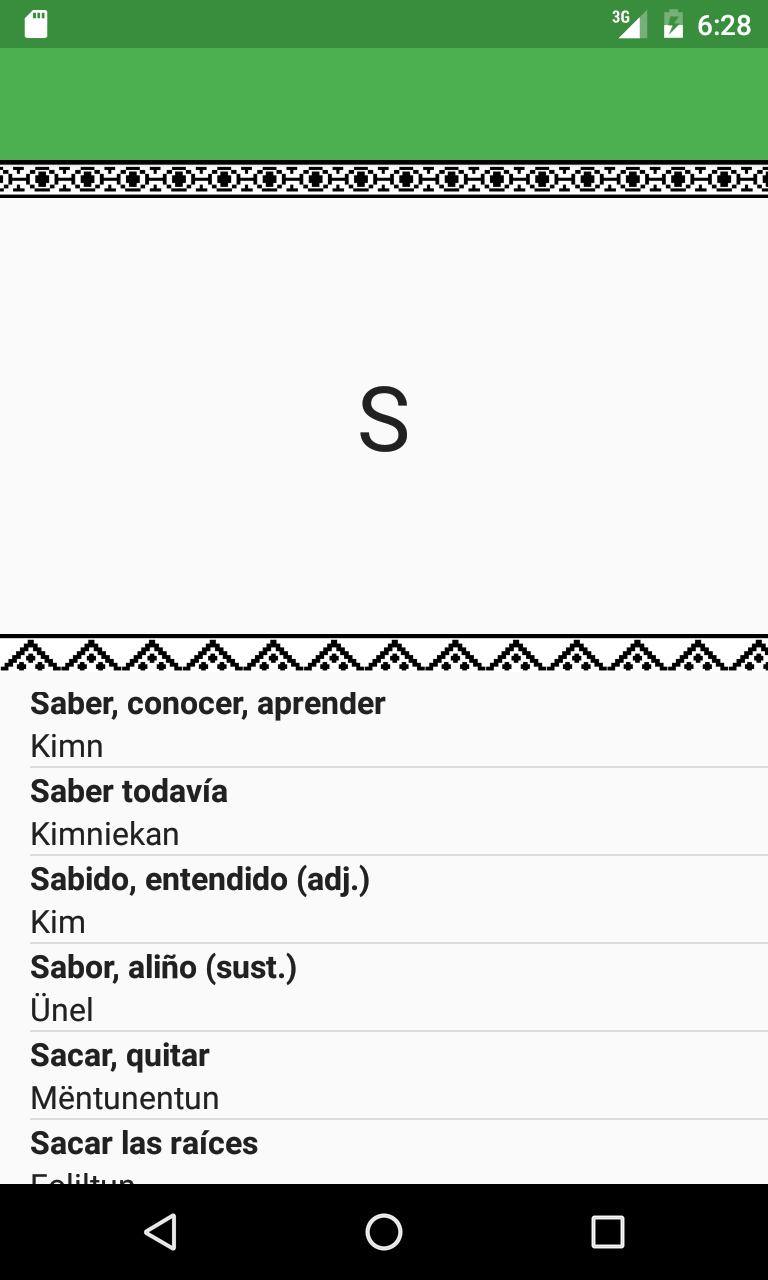 3G 6:28
S
Saber, conocer, aprender
Kimn
Saber todavía
Kimniekan
Sabido, entendido (adj.)
Kim
Sabor, aliño (sust.)
Ünel
Sacar, quitar
Mëntunentun
Sacar las raíces